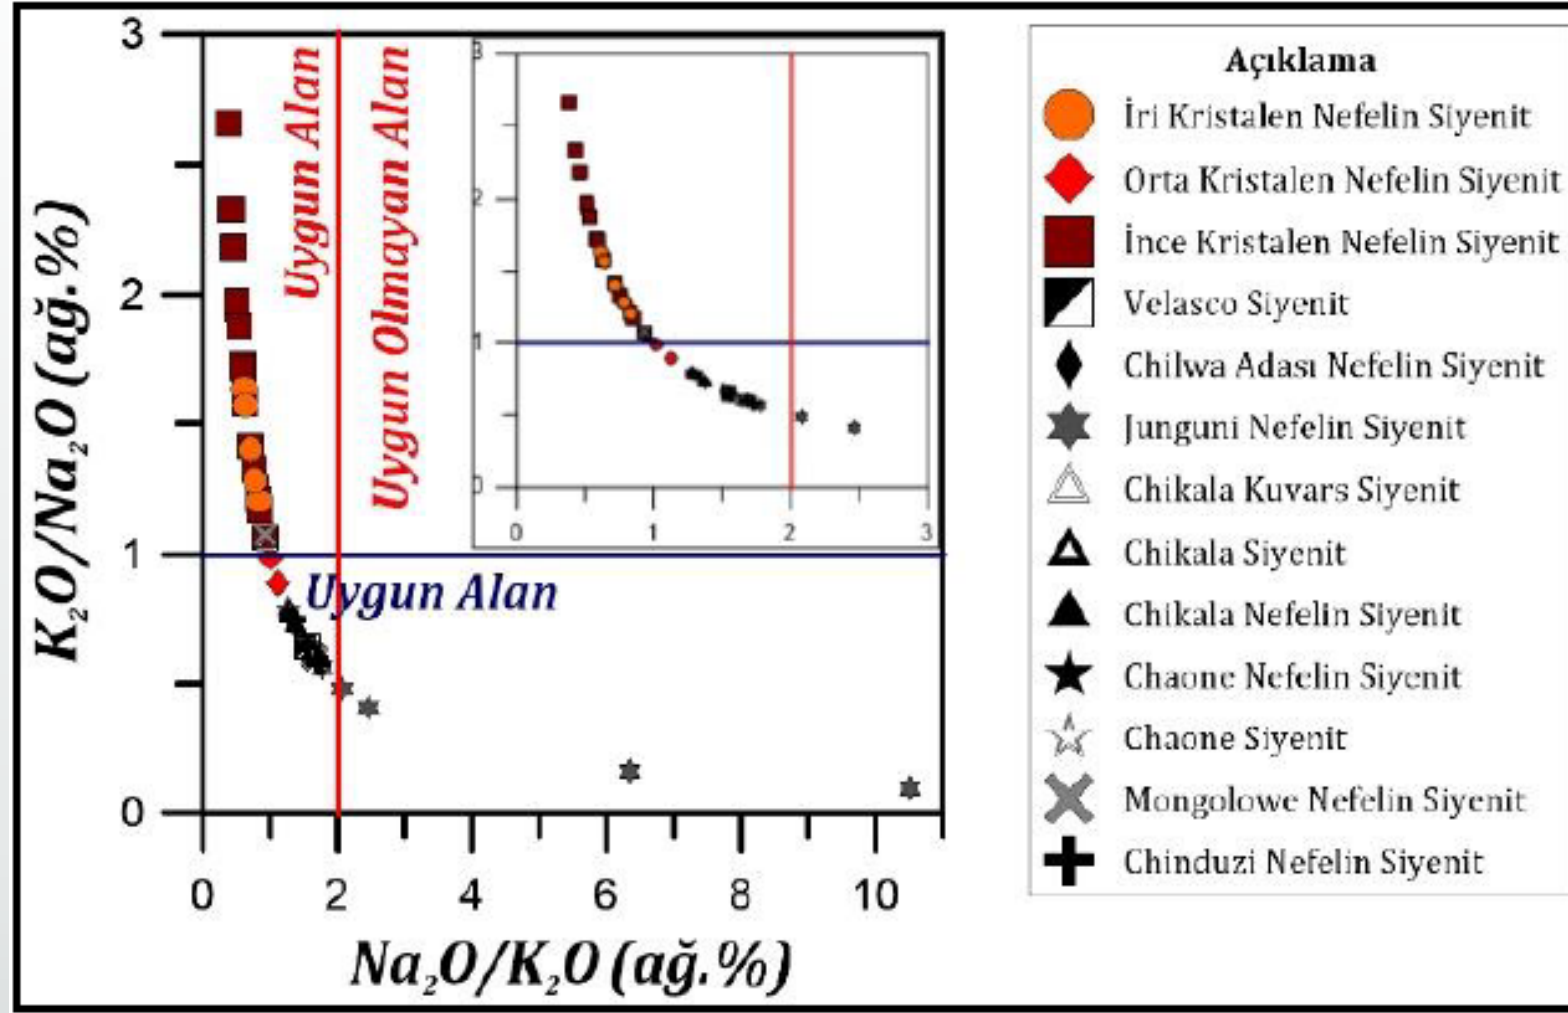 3
2
1
0
K₂O/Na₂O (ağ.%)
Uygun Alan
Uygun Olmayan Alan
Uygun Alan
3
2
1
0
0 1 2 3
0 2 4 6 8 10
Na₂O/K₂O (ağ.%)
Açıklama
İri Kristalen Nefelin Siyenit
Orta Kristalen Nefelin Siyenit
İnce Kristalen Nefelin Siyenit
Velasco Siyenit
Chilwa Adası Nefelin Siyenit
Junguni Nefelin Siyenit
Chikala Kuvars Siyenit
Chikala Siyenit
Chikala Nefelin Siyenit
Chaone Nefelin Siyenit
Chaone Siyenit
Mongolowe Nefelin Siyenit
Chinduzi Nefelin Siyenit